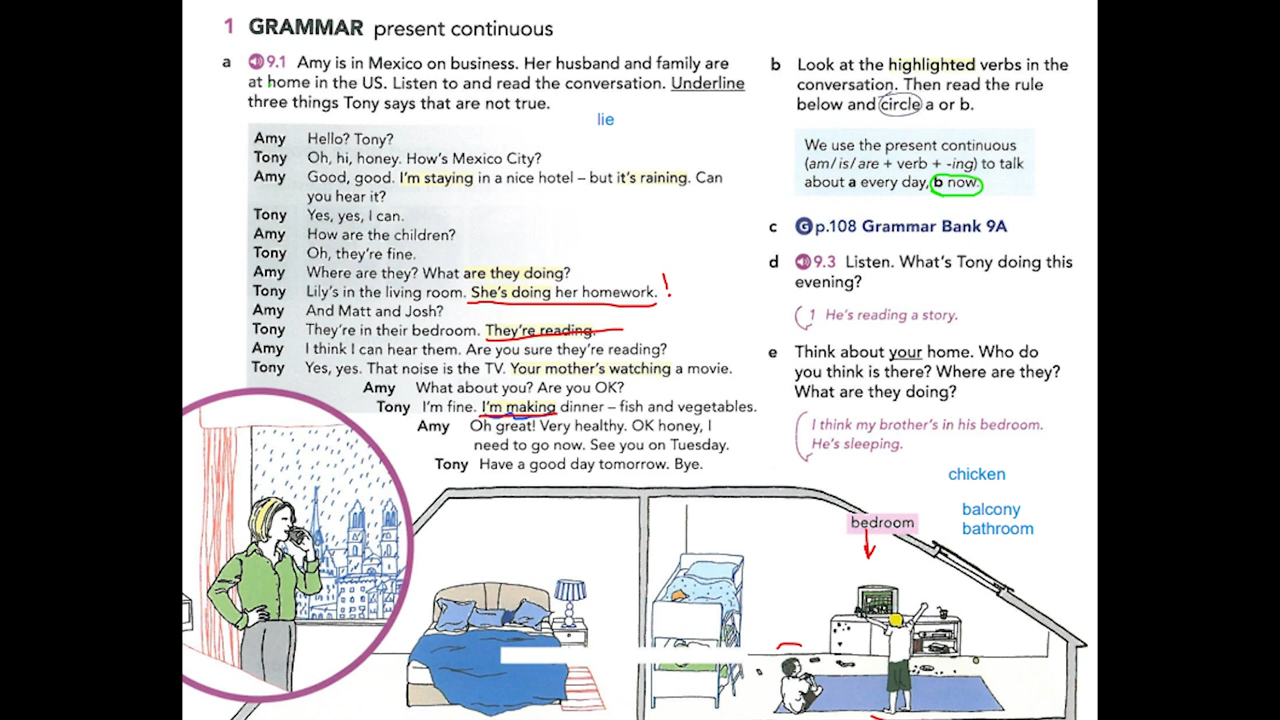 1 GRAMMAR present continuous
a 9.1 Amy is in Mexico on business. Her husband and family are
at home in the US. Listen to and read the conversation. Underline
three things Tony says that are not true.
lie
Amy Hello? Tony?
Tony Oh, hi, honey. How's Mexico City?
Amy Good, good. I'm staying in a nice hotel – but it's raining. Can
you hear it?
Tony Yes, yes, I can.
Amy How are the children?
Tony Oh, they're fine.
Amy Where are they? What are they doing?
Tony Lily's in the living room. She's doing her homework. !
Amy And Matt and Josh?
Tony They're in their bedroom. They're reading.
Amy I think I can hear them. Are you sure they're reading?
Tony Yes, yes. That noise is the TV. Your mother's watching a movie.
Amy What about you? Are you OK?
Tony I'm fine. I'm making dinner – fish and vegetables.
Amy Oh great! Very healthy. OK honey, I
need to go now. See you on Tuesday.
Tony Have a good day tomorrow. Bye.
b Look at the highlighted verbs in the
conversation. Then read the rule
below and circle a or b.
We use the present continuous
(am / is / are + verb + -ing) to talk
about a every day, b now.
c G p.108 Grammar Bank 9A
d 9.3 Listen. What's Tony doing this
evening?
1 He's reading a story.
e Think about your home. Who do
you think is there? Where are they?
What are they doing?
I think my brother's in his bedroom.
He's sleeping.
chicken
balcony
bathroom
bedroom